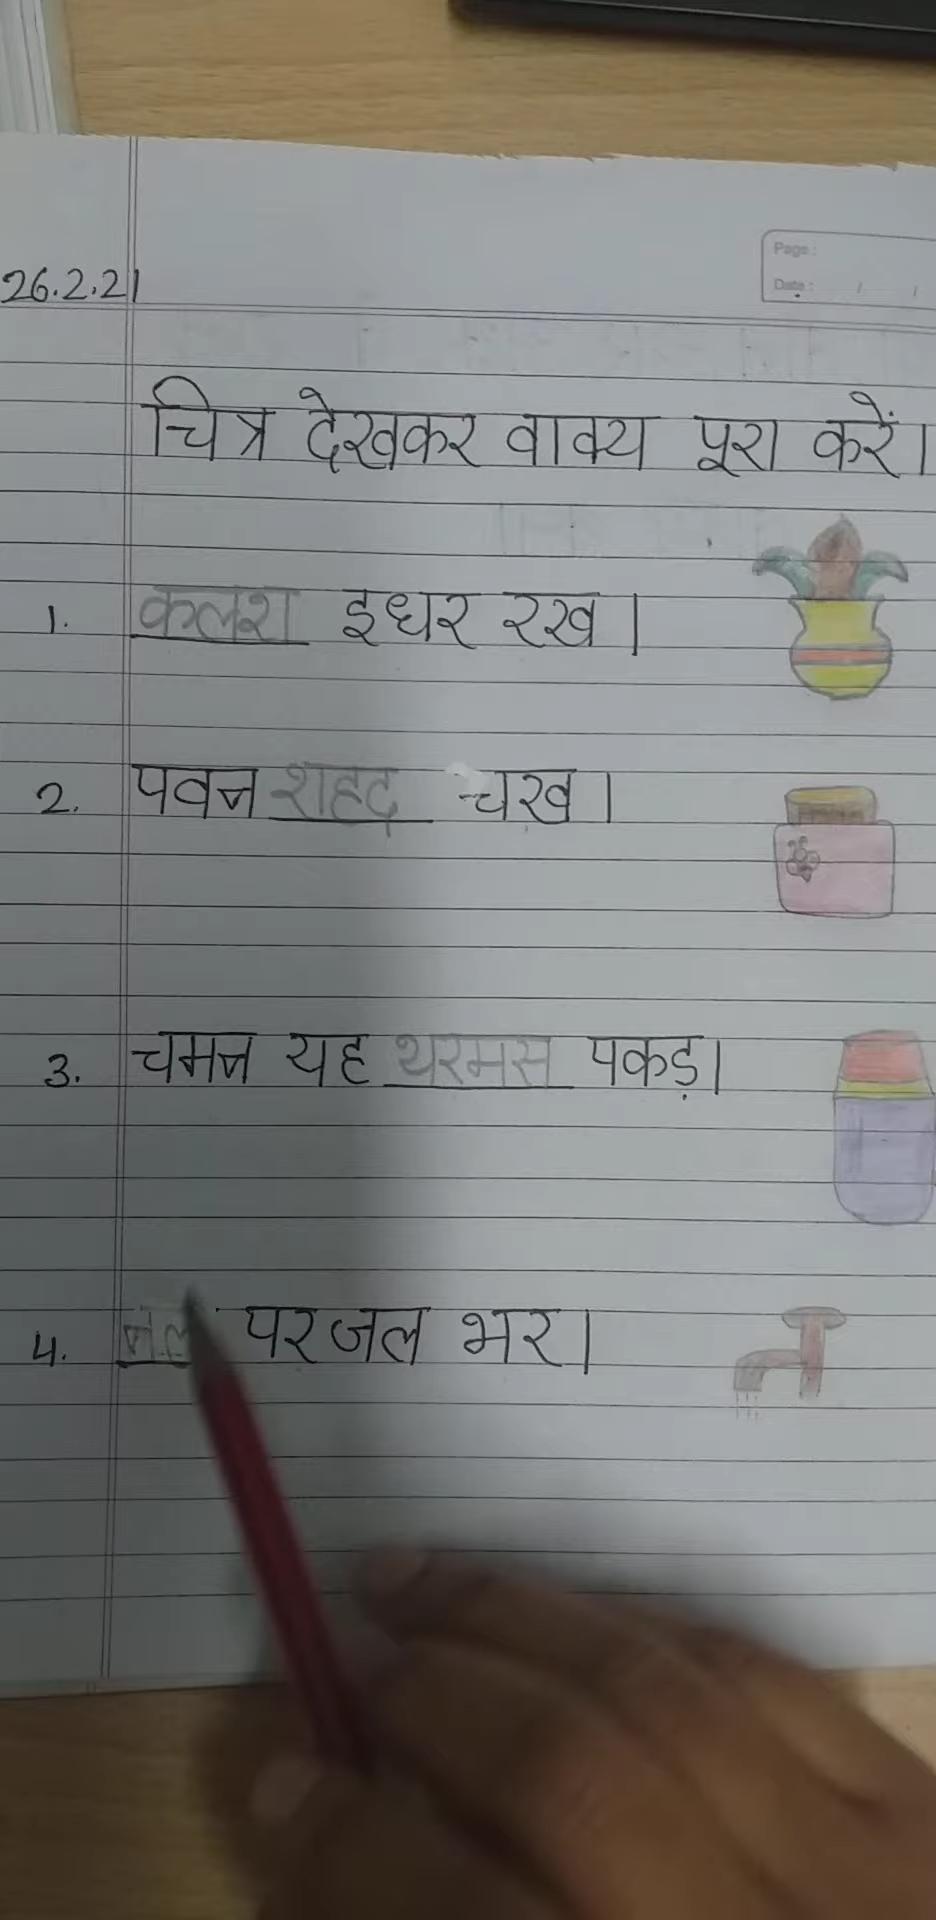 Page :
Date : / /
26.2.21
चित्र देखकर वाक्य पूरा करें।
1. कलश इधर रख।
2. पवन शहद चख।
3. चमन यह थरमस पकड़।
4. नल पर जल भर।